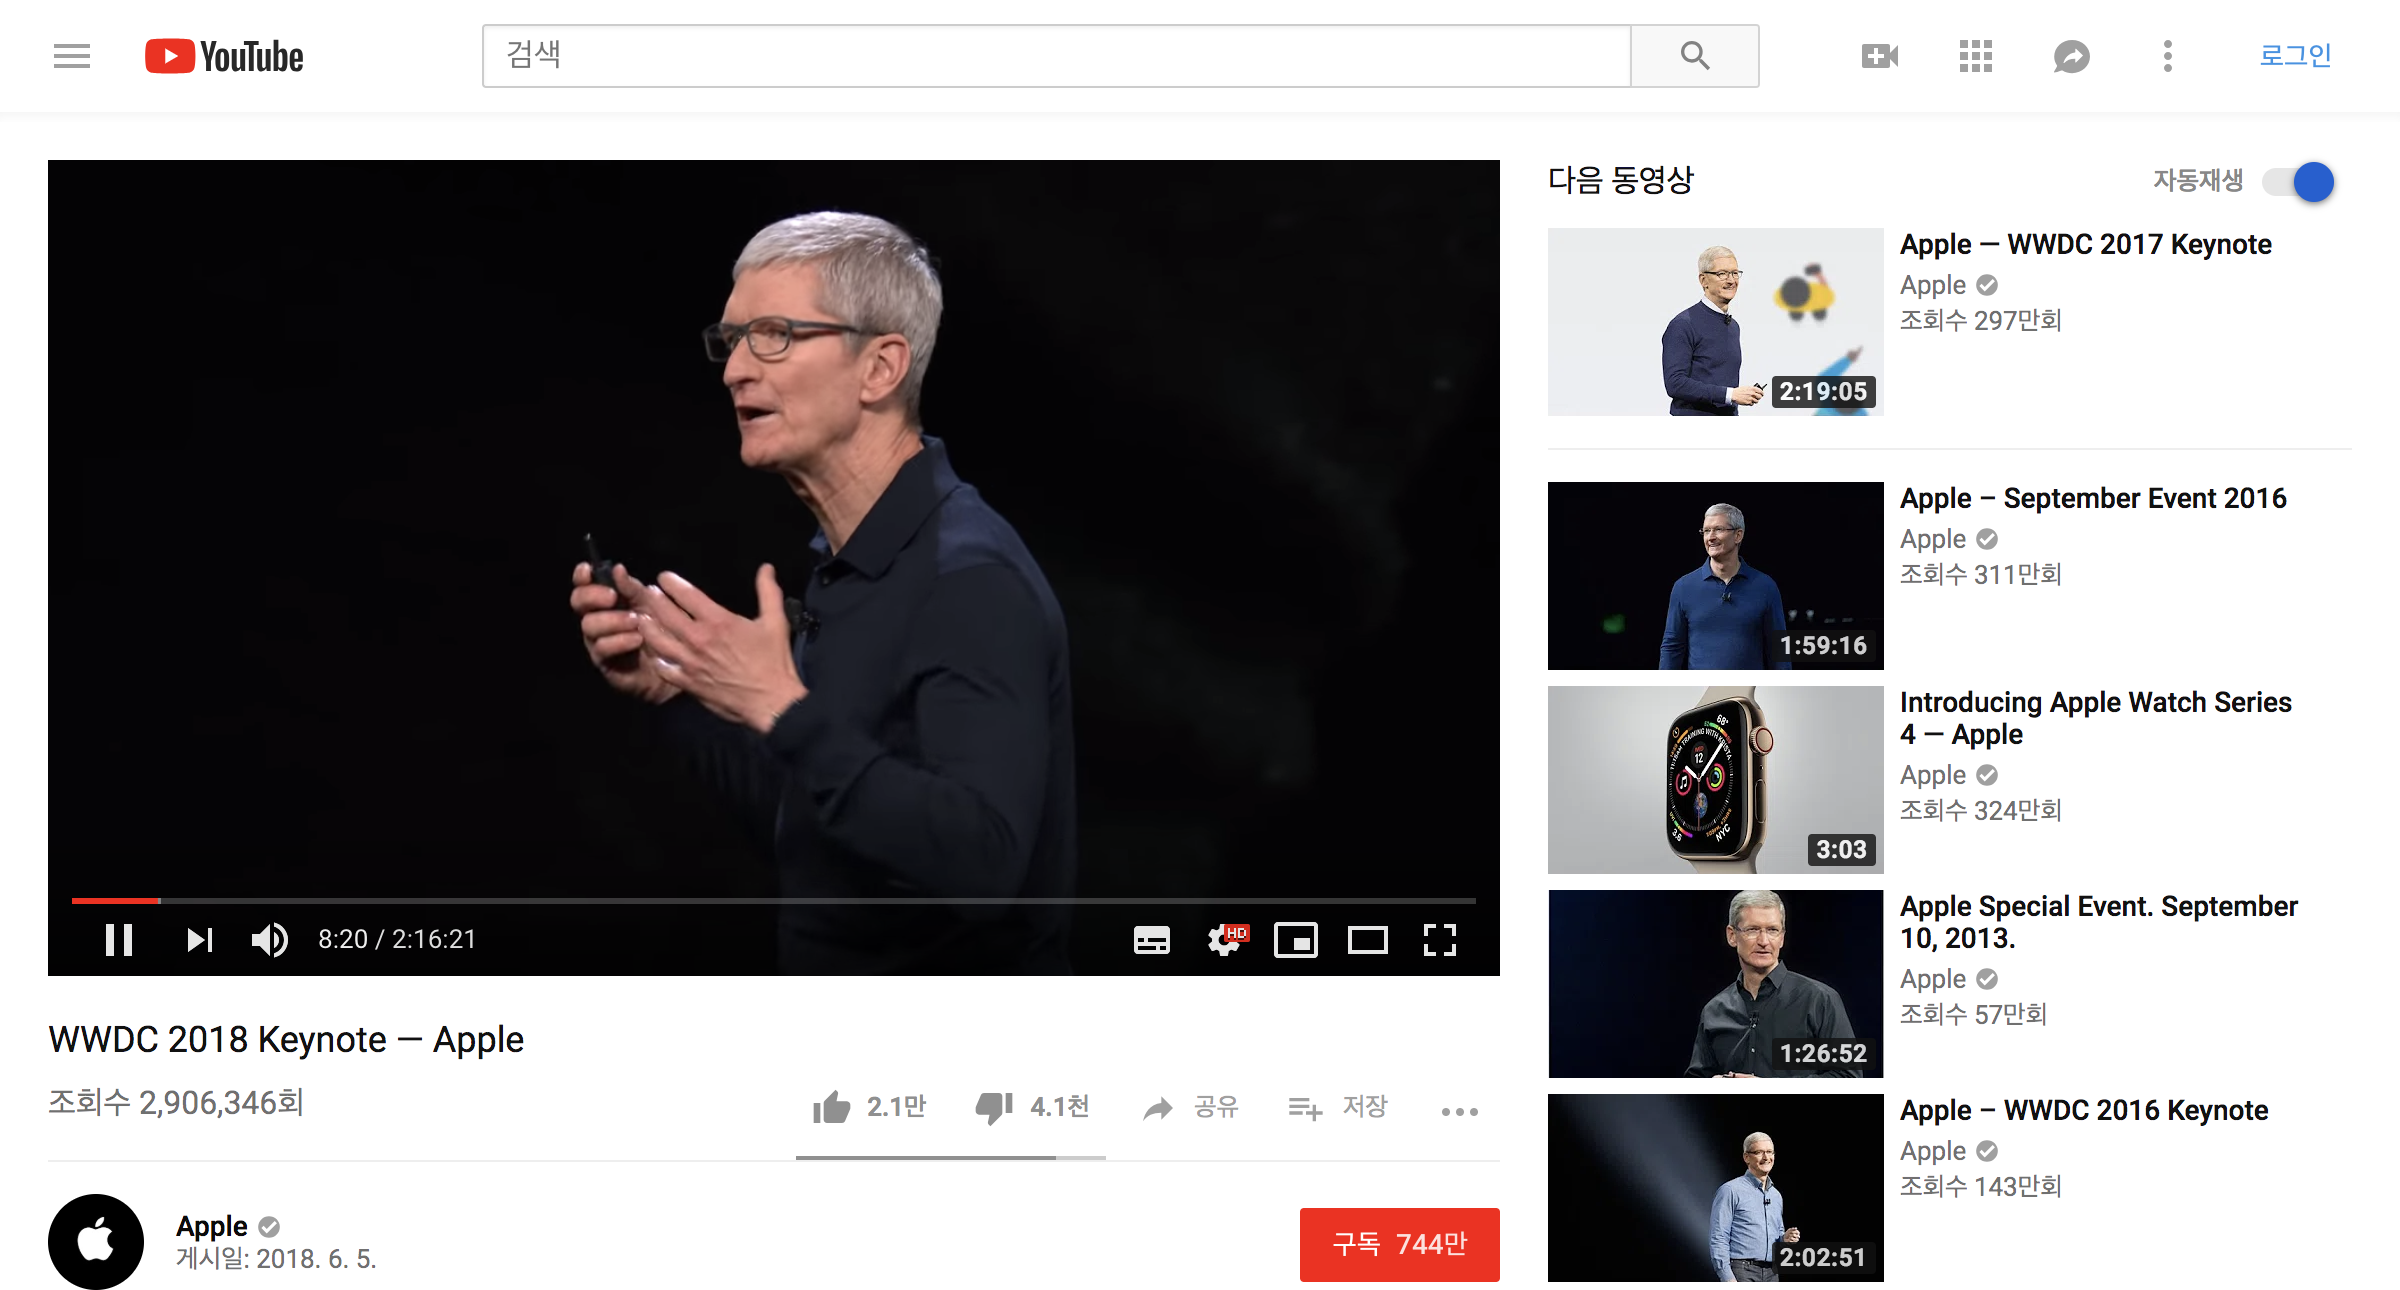 YouTube
검색
로그인
8:20 / 2:16:21
HD
WWDC 2018 Keynote — Apple
조회수 2,906,346회
2.1만
4.1천
공유
저장
Apple
게시일: 2018. 6. 5.
구독 744만
다음 동영상
자동재생
2:19:05
Apple — WWDC 2017 Keynote
Apple
조회수 297만회
1:59:16
Apple – September Event 2016
Apple
조회수 311만회
68°
12
NYC
3:03
Introducing Apple Watch Series
4 — Apple
Apple
조회수 324만회
1:26:52
Apple Special Event. September
10, 2013.
Apple
조회수 57만회
2:02:51
Apple – WWDC 2016 Keynote
Apple
조회수 143만회